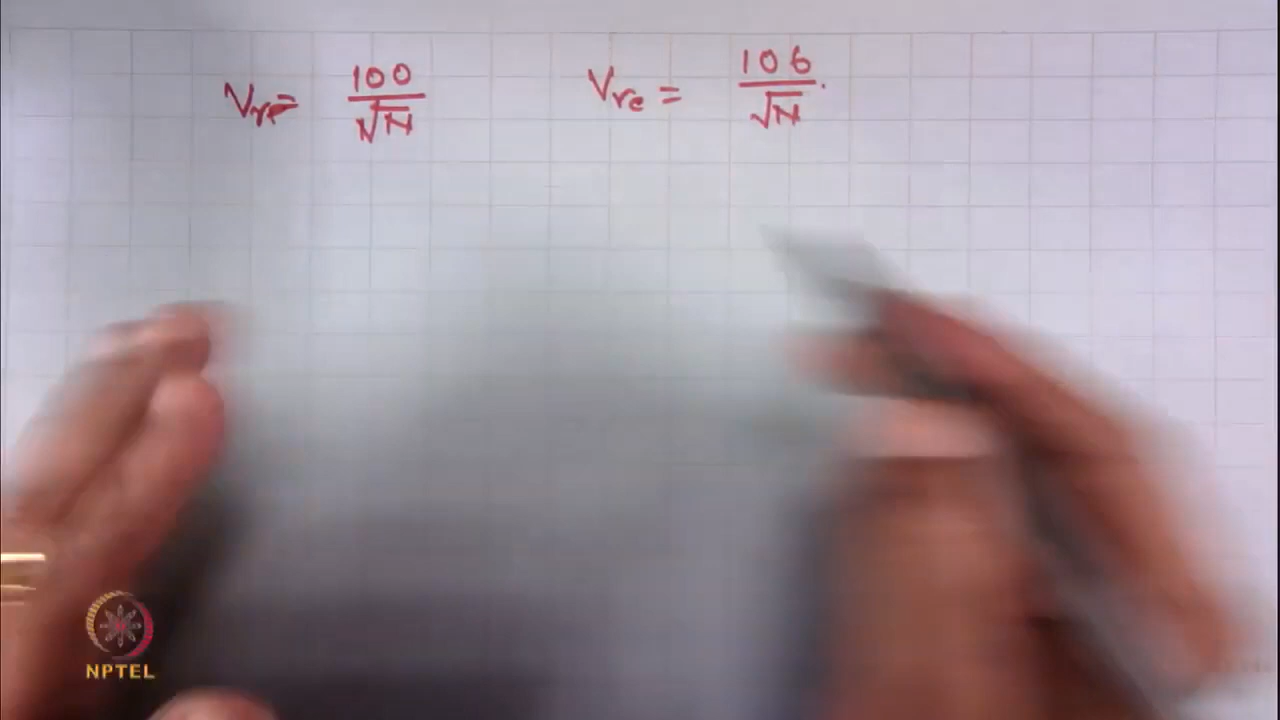 Vre = 100/√N Vre = 106/√N.
NPTEL